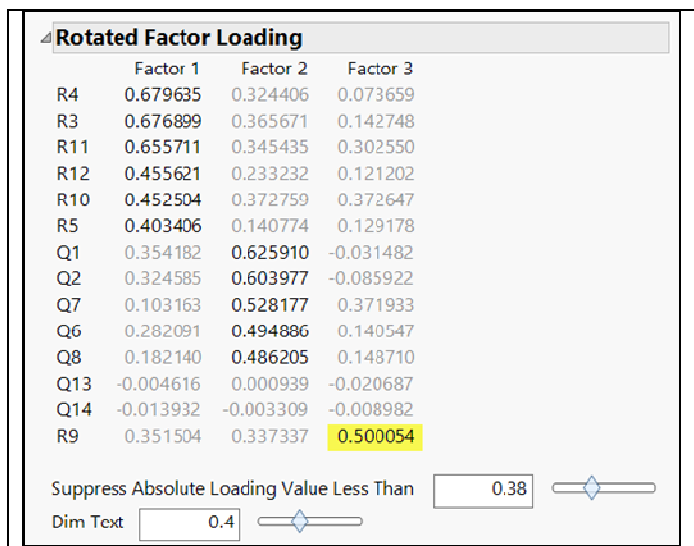 Rotated Factor Loading
Factor 1 Factor 2 Factor 3
R4 0.679635 0.324406 0.073659
R3 0.676899 0.365671 0.142748
R11 0.655711 0.345435 0.302550
R12 0.455621 0.233232 0.121202
R10 0.452504 0.372759 0.372647
R5 0.403406 0.140774 0.129178
Q1 0.354182 0.625910 -0.031482
Q2 0.324585 0.603977 -0.085922
Q7 0.103163 0.528177 0.371933
Q6 0.282091 0.494886 0.140547
Q8 0.182140 0.486205 0.148710
Q13 -0.004616 0.000939 -0.020687
Q14 -0.013932 -0.003309 -0.008982
R9 0.351504 0.337337 0.500054
Suppress Absolute Loading Value Less Than 0.38
Dim Text 0.4